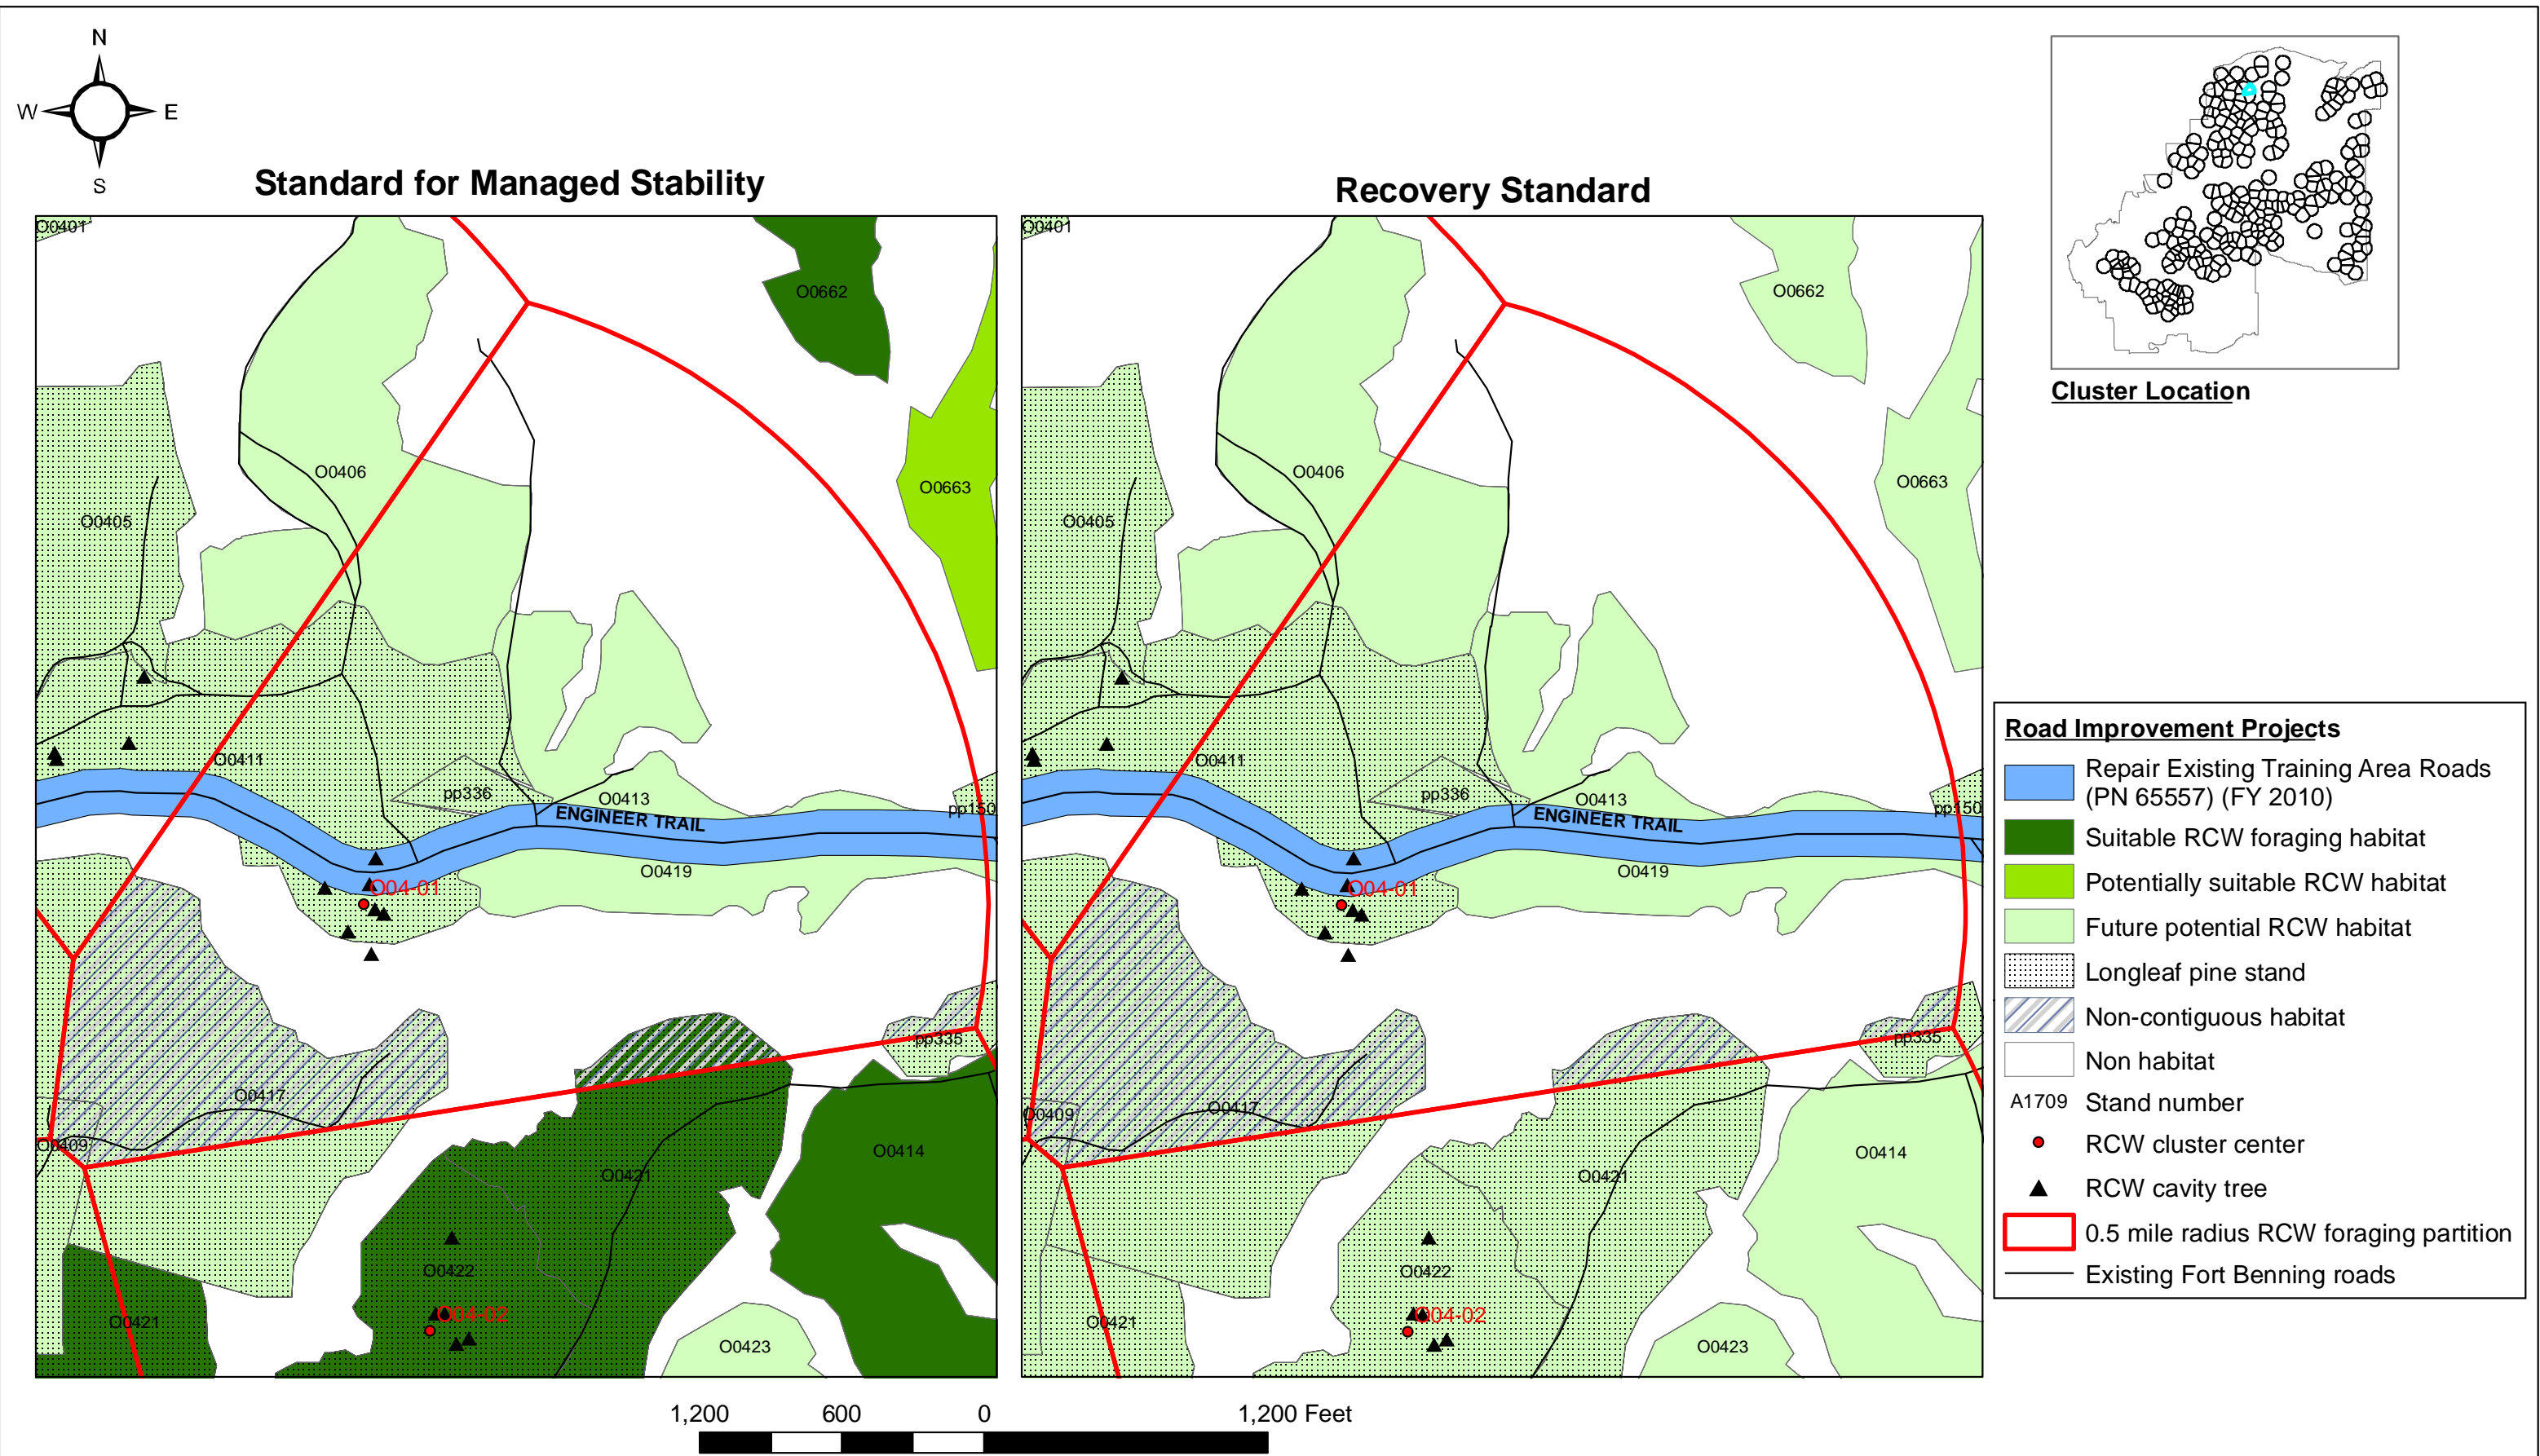 N
W E
S
Standard for Managed Stability
Recovery Standard
Cluster Location
O0401
O0662
O0663
O0406
O0405
O0411
pp336
O0413
ENGINEER TRAIL
pp150
O0419
O04-01
pp335
O0417
O0409
O0414
O0421
O0422
O04-02
O0421
O0423
O0401
O0662
O0663
O0406
O0405
O0411
pp336
O0413
ENGINEER TRAIL
pp150
O0419
O04-01
pp335
O0409
O0417
O0414
O0421
O0422
O04-02
O0421
O0423
Road Improvement Projects
Repair Existing Training Area Roads
(PN 65557) (FY 2010)
Suitable RCW foraging habitat
Potentially suitable RCW habitat
Future potential RCW habitat
Longleaf pine stand
Non-contiguous habitat
Non habitat
A1709 Stand number
RCW cluster center
RCW cavity tree
0.5 mile radius RCW foraging partition
Existing Fort Benning roads
1,200 600 0 1,200 Feet